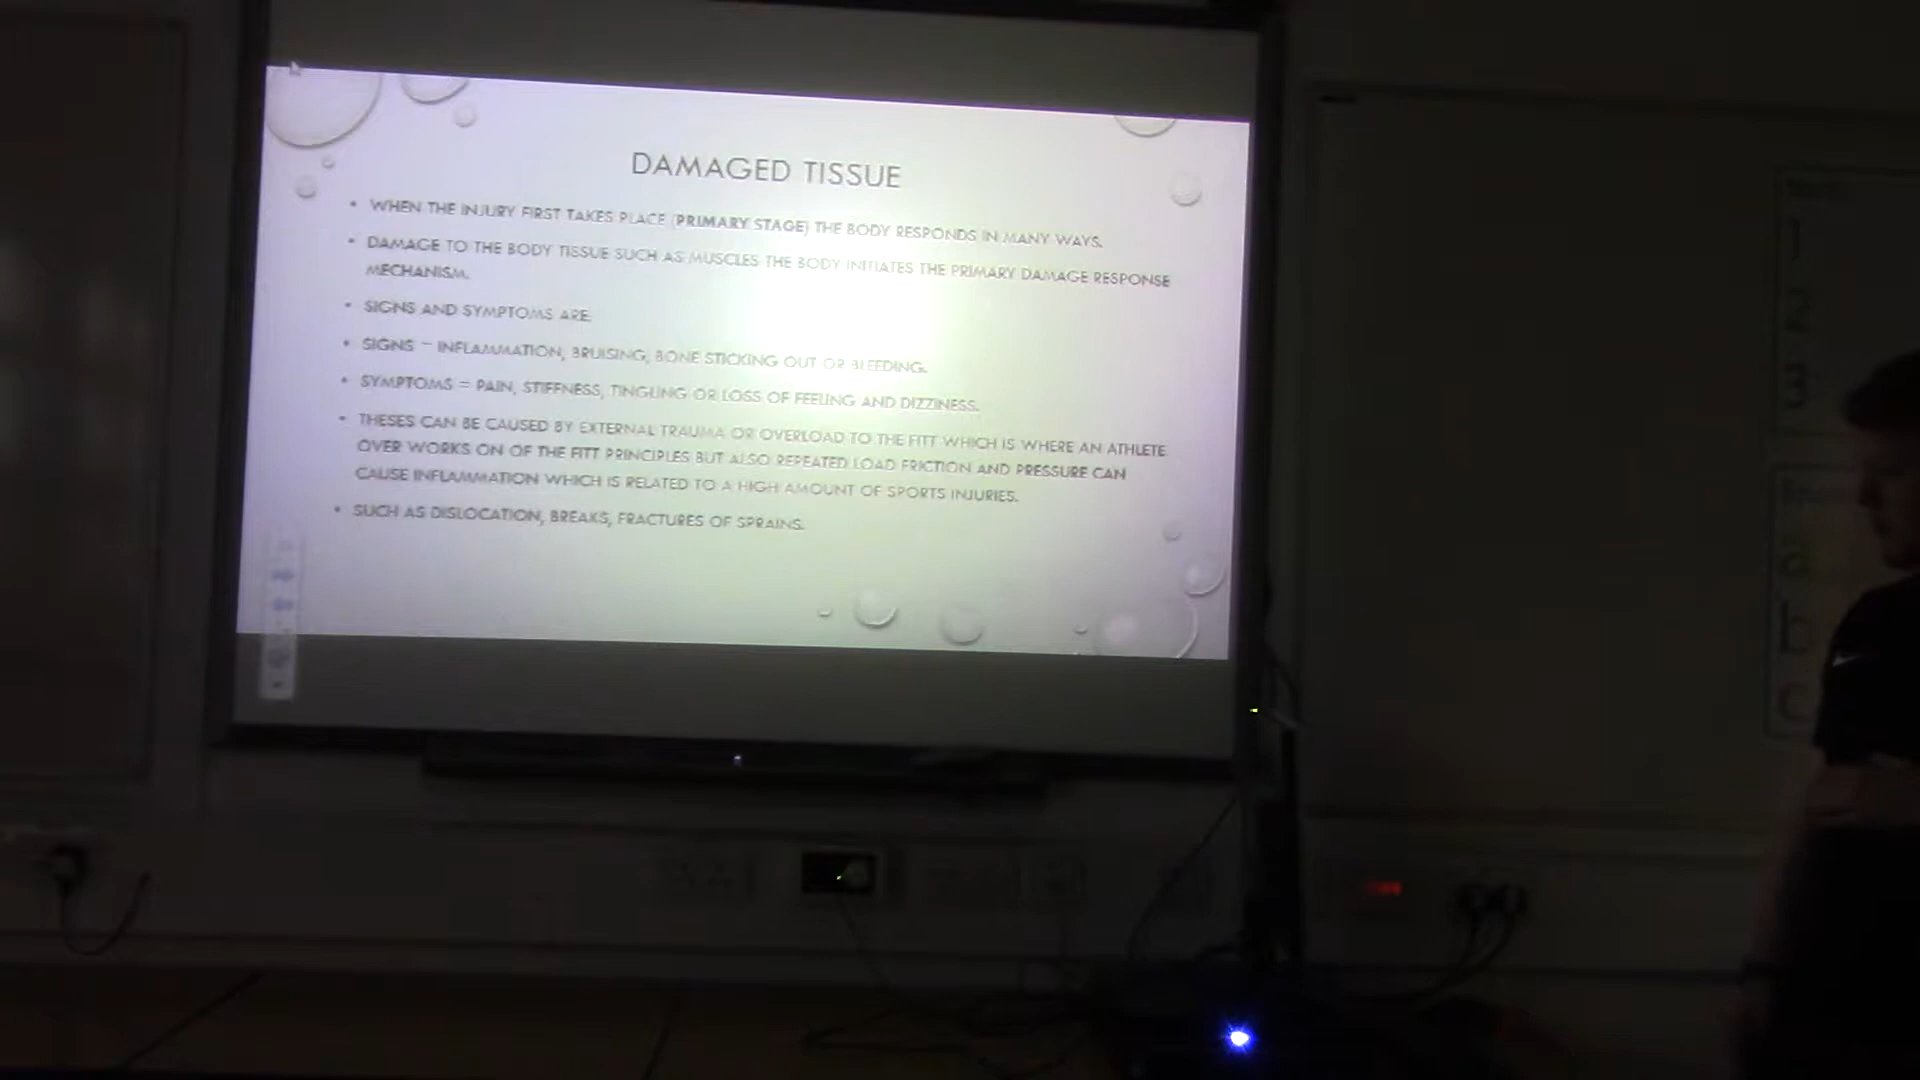 DAMAGED TISSUE
• WHEN THE INJURY FIRST TAKES PLACE (PRIMARY STAGE) THE BODY RESPONDS IN MANY WAYS.
• DAMAGE TO THE BODY TISSUE SUCH AS MUSCLES THE BODY INITIATES THE PRIMARY DAMAGE RESPONSE
MECHANISM.
• SIGNS AND SYMPTOMS ARE:
• SIGNS – INFLAMMATION, BRUISING, BONE STICKING OUT OR BLEEDING.
• SYMPTOMS = PAIN, STIFFNESS, TINGLING OR LOSS OF FEELING AND DIZZINESS.
• THESES CAN BE CAUSED BY EXTERNAL TRAUMA OR OVERLOAD TO THE FITT WHICH IS WHERE AN ATHLETE
OVER WORKS ON OF THE FITT PRINCIPLES BUT ALSO REPEATED LOAD FRICTION AND PRESSURE CAN
CAUSE INFLAMMATION WHICH IS RELATED TO A HIGH AMOUNT OF SPORTS INJURIES.
• SUCH AS DISLOCATION, BREAKS, FRACTURES OF SPRAINS.
1
2
3
a
b
c